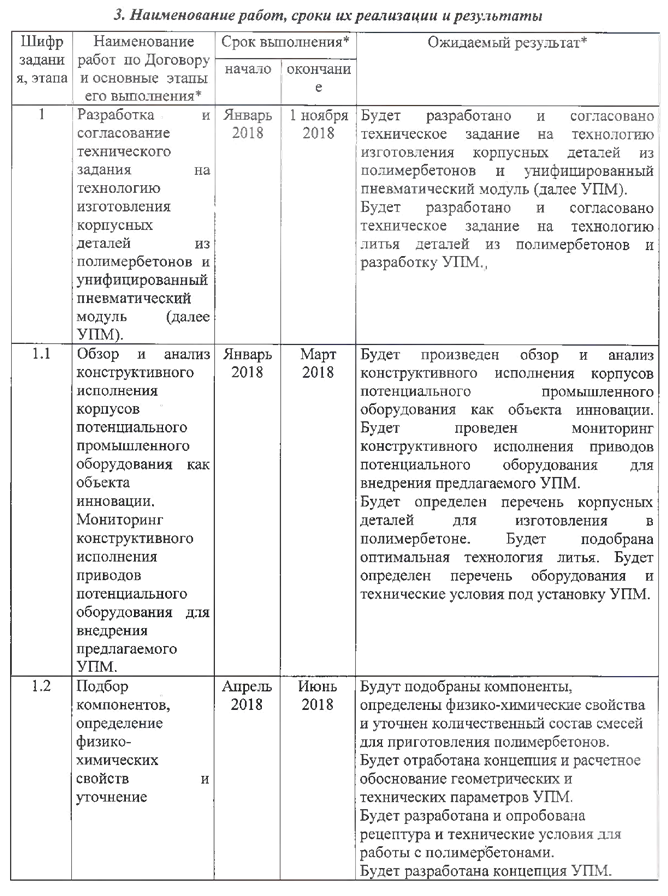 3. Наименование работ, сроки их реализации и результаты
Шифр
задани
я, этапа
Наименование
работ по Договору
и основные этапы
его выполнения*
Срок выполнения*
начало
окончани
е
Ожидаемый результат*
1
Разработка и
согласование
технического
задания на
технологию
изготовления
корпусных
деталей из
полимербетонов и
унифицированный
пневматический
модуль (далее
УПМ).
Январь
2018
1 ноября
2018
Будет разработано и согласовано
техническое задание на технологию
изготовления корпусных деталей из
полимербетонов и унифицированный
пневматический модуль (далее УПМ).
Будет разработано и согласовано
техническое задание на технологию
литья деталей из полимербетонов и
разработку УПМ.,
1.1
Обзор и анализ
конструктивного
исполнения
корпусов
потенциального
промышленного
оборудования как
объекта
инновации.
Мониторинг
конструктивного
исполнения
приводов
потенциального
оборудования для
внедрения
предлагаемого
УПМ.
Январь
2018
Март
2018
Будет произведен обзор и анализ
конструктивного исполнения корпусов
потенциального промышленного
оборудования как объекта инновации.
Будет проведен мониторинг
конструктивного исполнения приводов
потенциального оборудования для
внедрения предлагаемого УПМ.
Будет определен перечень корпусных
деталей для изготовления в
полимербетоне. Будет подобрана
оптимальная технология литья. Будет
определен перечень оборудования и
технические условия под установку УПМ.
1.2
Подбор
компонентов,
определение
физико-
химических
свойств и
уточнение
Апрель
2018
Июнь
2018
Будут подобраны компоненты,
определены физико-химические свойства
и уточнен количественный состав смесей
для приготовления полимербетонов.
Будет отработана концепция и расчетное
обоснование геометрических и
технических параметров УПМ.
Будет разработана и опробована
рецептура и технические условия для
работы с полимербетонами.
Будет разработана концепция УПМ.